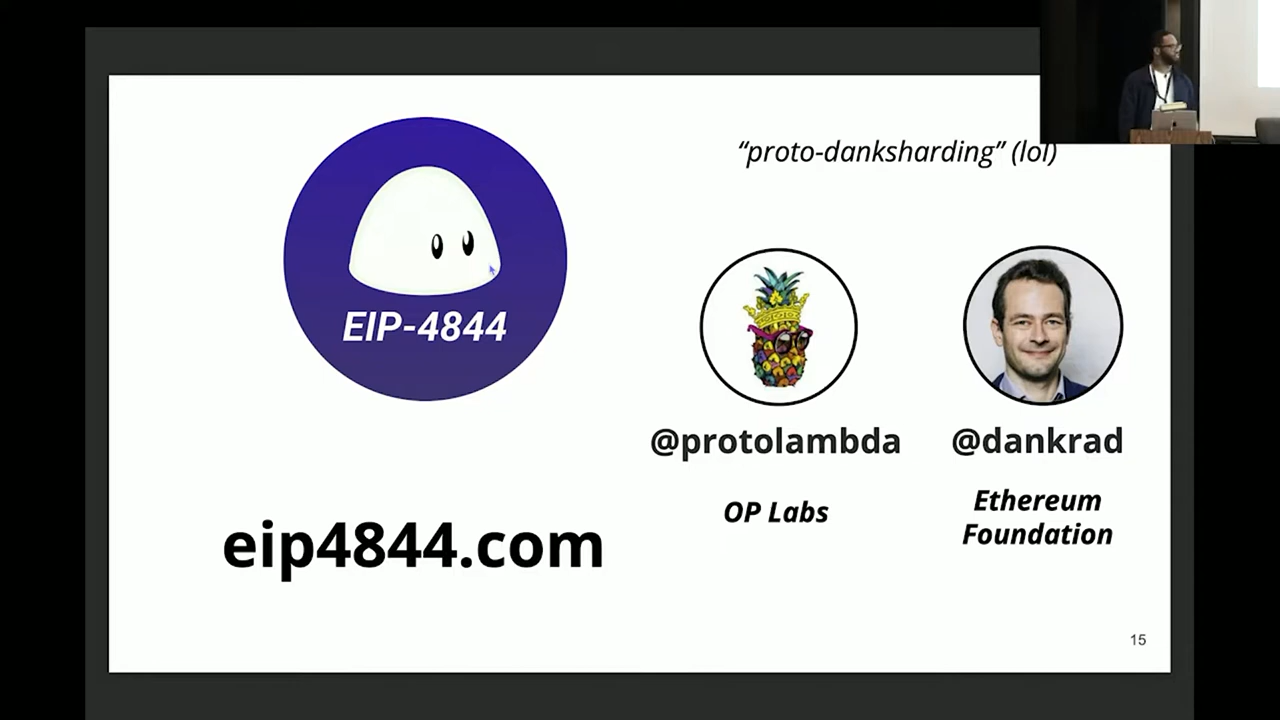 EIP-4844
eip4844.com
“proto-danksharding” (lol)
@protolambda
OP Labs
@dankrad
Ethereum
Foundation
15